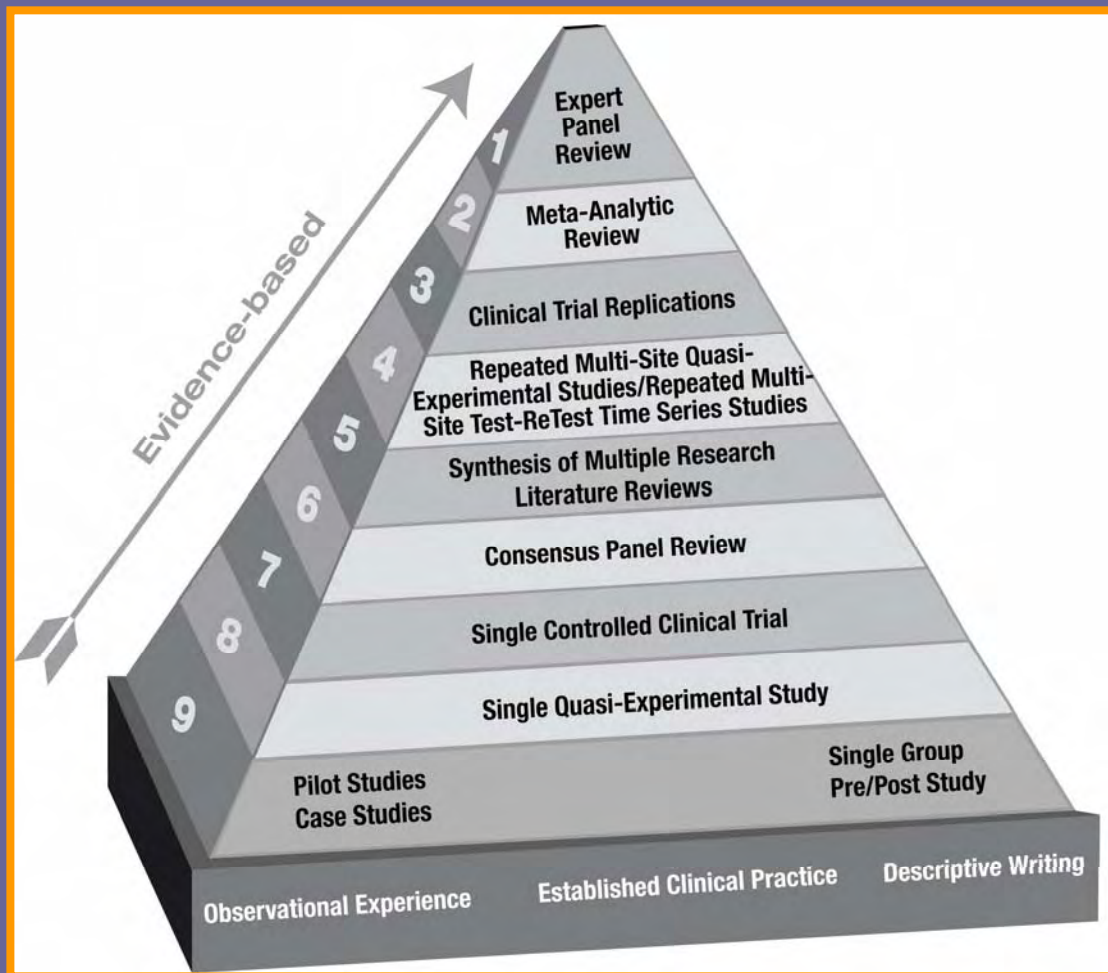 Evidence-based
1
Expert
Panel
Review
2
Meta-Analytic
Review
3
Clinical Trial Replications
4
Repeated Multi-Site Quasi-
Experimental Studies/Repeated Multi-
Site Test-ReTest Time Series Studies
5
Synthesis of Multiple Research
Literature Reviews
6
Consensus Panel Review
7
Single Controlled Clinical Trial
8
Single Quasi-Experimental Study
9
Pilot Studies
Case Studies
Single Group
Pre/Post Study
Observational Experience
Established Clinical Practice
Descriptive Writing